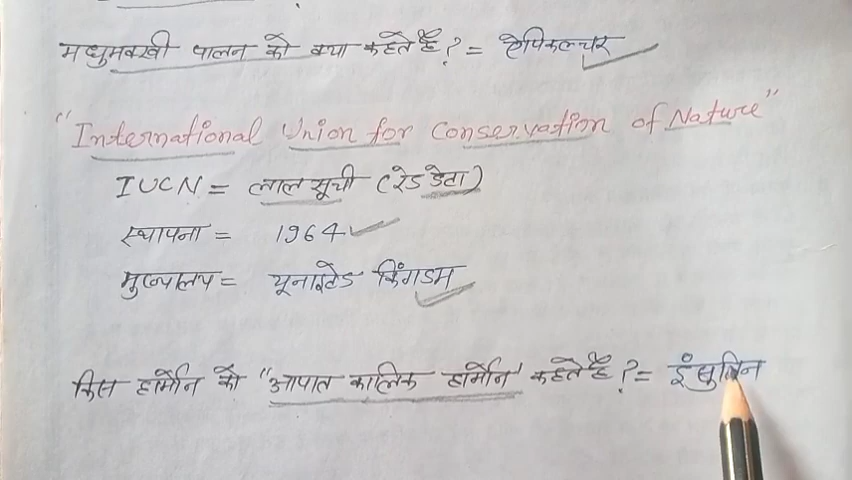 मधुमक्खी पालन को क्या कहते है? = ऐपिकल्चर
"International Union for Conservation of Nature"
IUCN = लाल सूची (रेड डेटा)
स्थापना = 1964
मुख्यालय = यूनाइटेड किंगडम
किस हार्मोन को "आपात कालिक हार्मोन' कहते है? = इंसुलिन